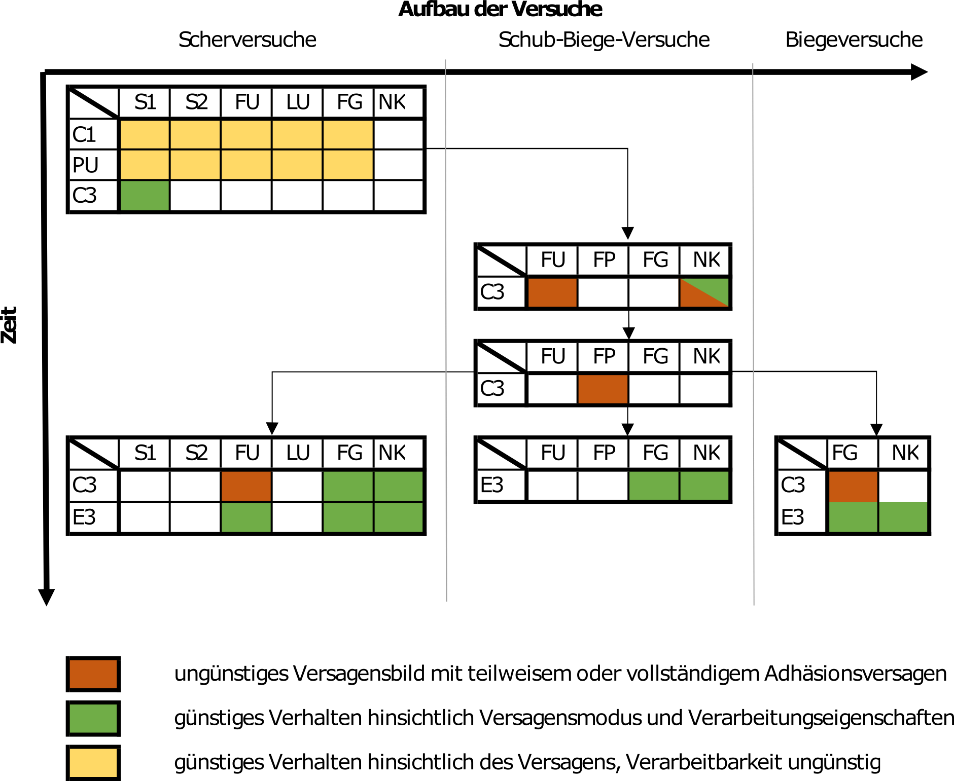 Aufbau der Versuche
Scherversuche Schub-Biege-Versuche Biegeversuche
S1 S2 FU LU FG NK
C1
PU
C3
FU FP FG NK
C3
Zeit
FU FP FG NK
C3
S1 S2 FU LU FG NK
C3
E3
FU FP FG NK
E3
FG NK
C3
E3
ungünstiges Versagensbild mit teilweisem oder vollständigem Adhäsionsversagen
günstiges Verhalten hinsichtlich Versagensmodus und Verarbeitungseigenschaften
günstiges Verhalten hinsichtlich des Versagens, Verarbeitbarkeit ungünstig